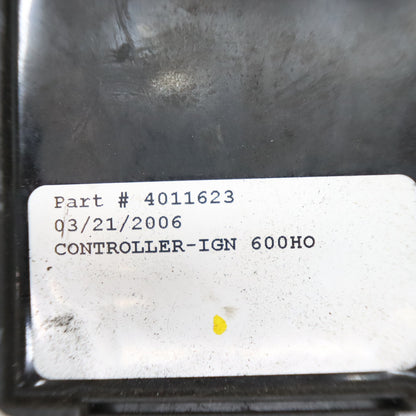 Part # 4011623
03/21/2006
CONTROLLER-IGN 600HO